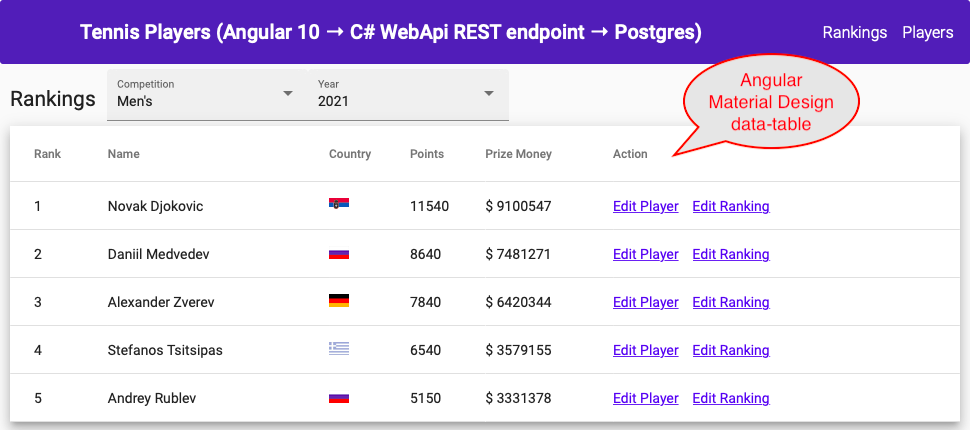 Tennis Players (Angular 10 → C# WebApi REST endpoint → Postgres) Rankings Players
Rankings
Competition
Men's
Year
2021
Angular
Material Design
data-table
Rank Name Country Points Prize Money Action
1 Novak Djokovic 11540 $ 9100547 Edit Player Edit Ranking
2 Daniil Medvedev 8640 $ 7481271 Edit Player Edit Ranking
3 Alexander Zverev 7840 $ 6420344 Edit Player Edit Ranking
4 Stefanos Tsitsipas 6540 $ 3579155 Edit Player Edit Ranking
5 Andrey Rublev 5150 $ 3331378 Edit Player Edit Ranking